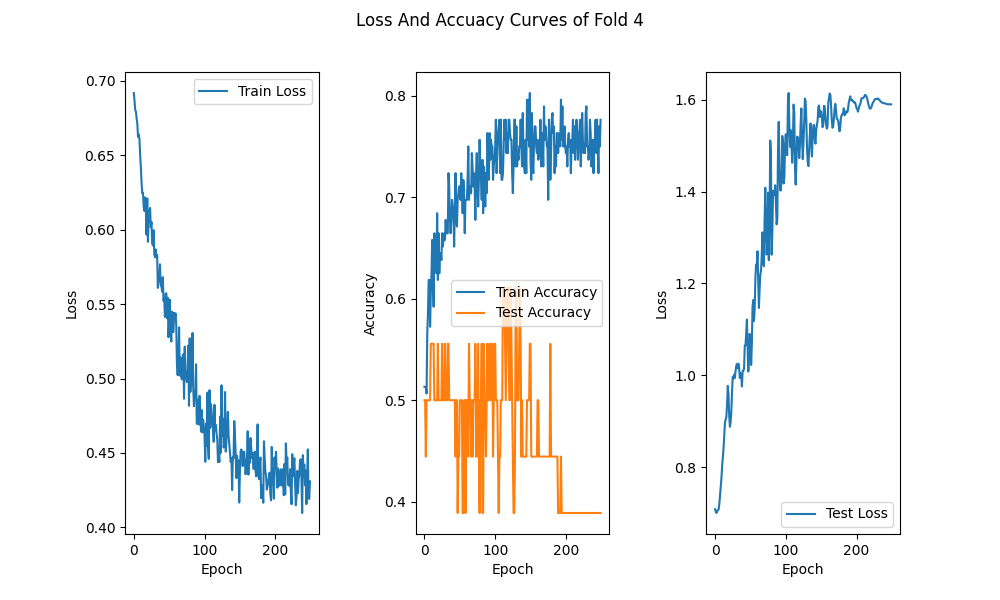 Loss And Accuacy Curves of Fold 4
0.70
0.65
0.60
0.55
0.50
0.45
0.40
Loss
Train Loss
0 100 200
Epoch
0.8
0.7
0.6
0.5
0.4
Accuracy
Train Accuracy
Test Accuracy
0 100 200
Epoch
1.6
1.4
1.2
1.0
0.8
Loss
Test Loss
0 100 200
Epoch